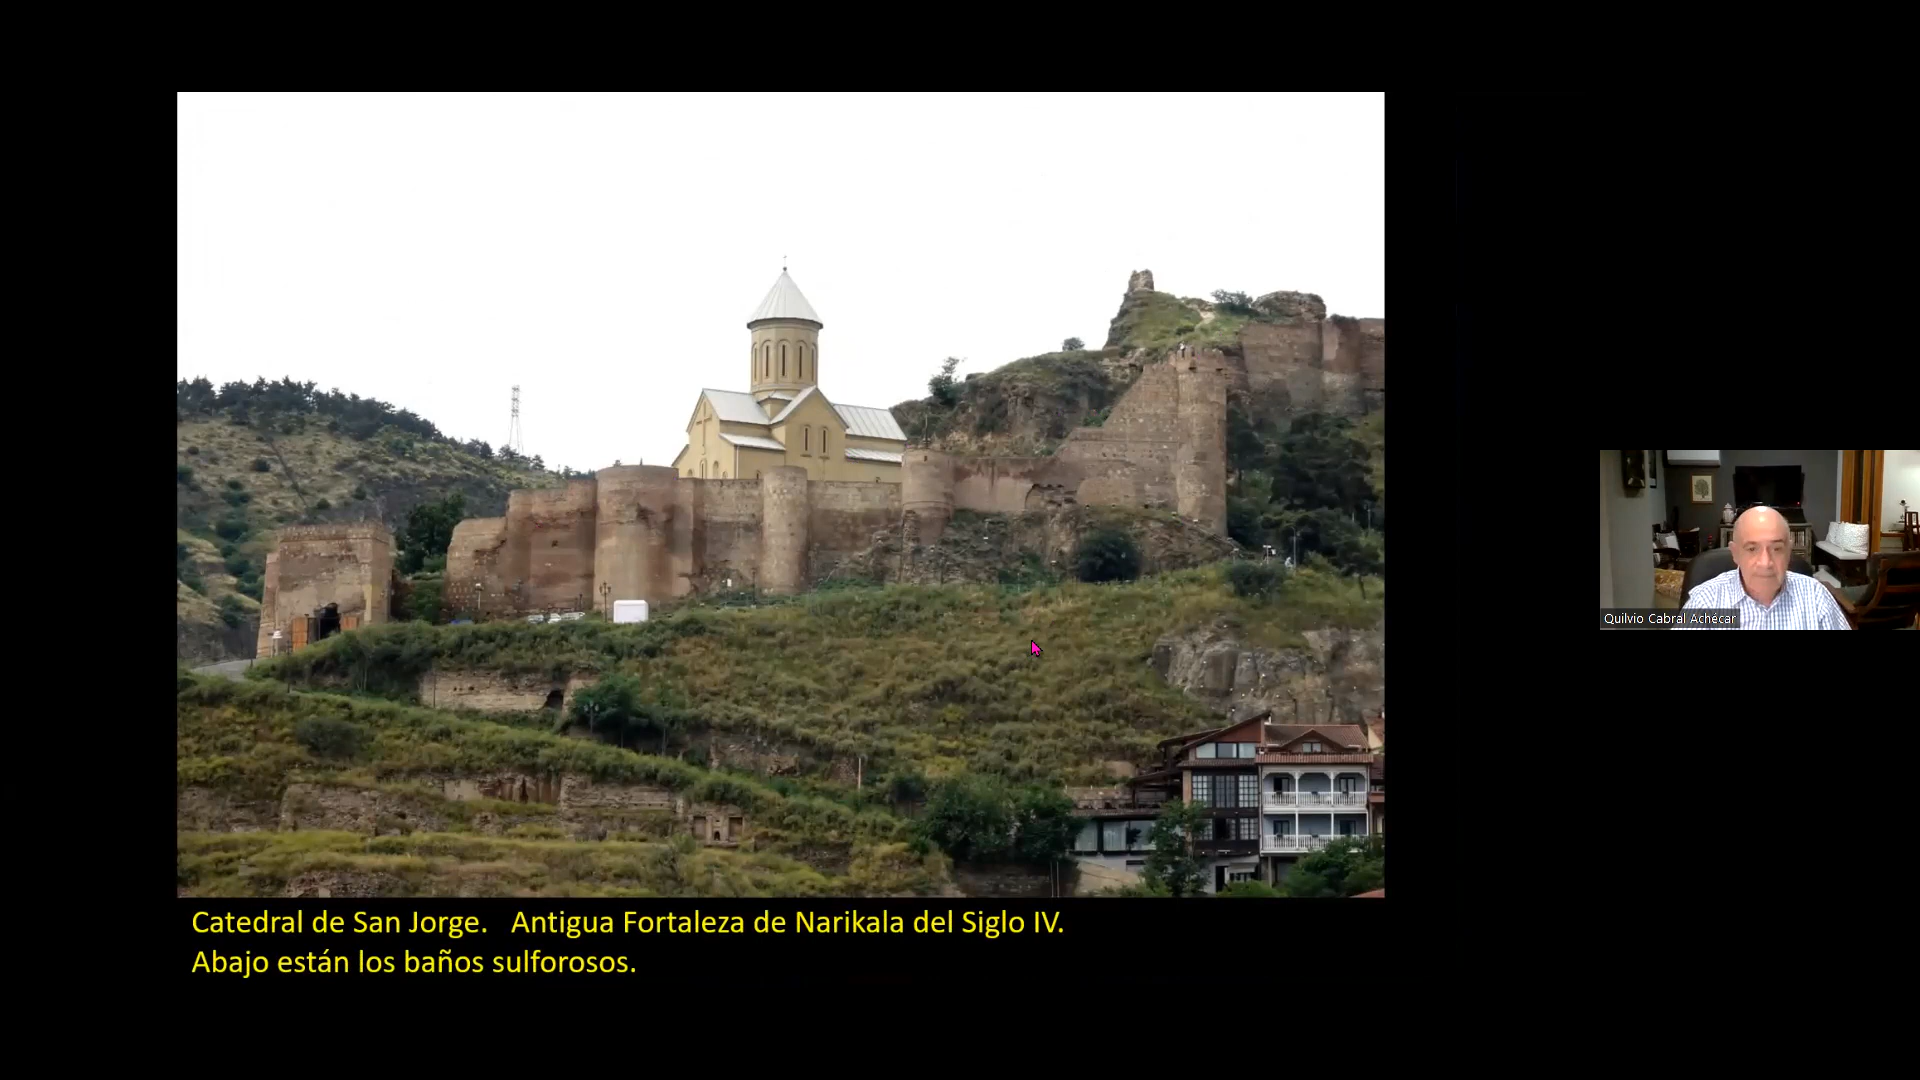 Catedral de San Jorge.   Antigua Fortaleza de Narikala del Siglo IV.
Abajo están los baños sulforosos.
Quilvio Cabral Achécar